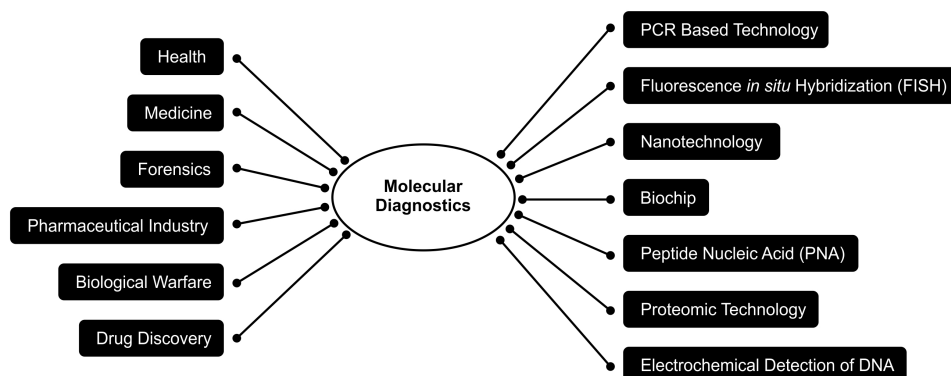 Health
Medicine
Forensics
Pharmaceutical Industry
Biological Warfare
Drug Discovery
Molecular
Diagnostics
PCR Based Technology
Fluorescence in situ Hybridization (FISH)
Nanotechnology
Biochip
Peptide Nucleic Acid (PNA)
Proteomic Technology
Electrochemical Detection of DNA